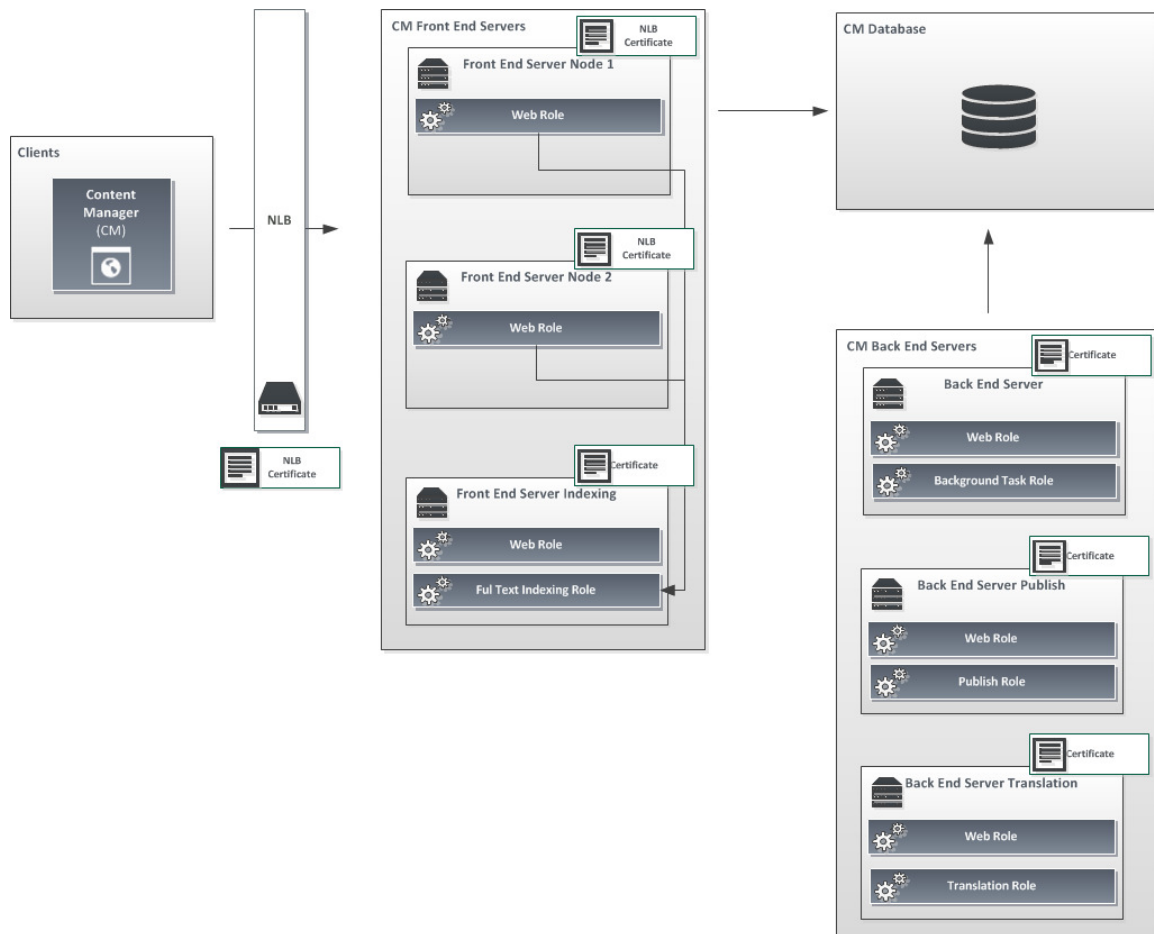 Clients
Content
Manager
(CM)
NLB
NLB
Certificate
CM Front End Servers
NLB
Certificate
Front End Server Node 1
Web Role
NLB
Certificate
Front End Server Node 2
Web Role
Certificate
Front End Server Indexing
Web Role
Ful Text Indexing Role
CM Database
CM Back End Servers
Certificate
Back End Server
Web Role
Background Task Role
Certificate
Back End Server Publish
Web Role
Publish Role
Certificate
Back End Server Translation
Web Role
Translation Role